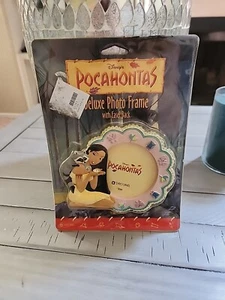 Disney's
POCAHONTAS
Deluxe Photo Frame
with Easel Back
POCAHONTAS